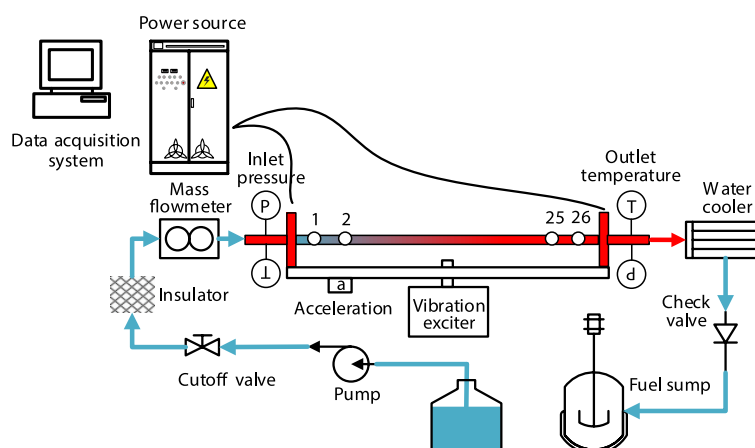 Power source
Data acquisition
system
Mass
flowmeter
Inlet
pressure
Outlet
temperature
Water
cooler
P
T
1
2
25
26
T
P
Insulator
a
Acceleration
Vibration
exciter
Check
valve
Cutoff valve
Pump
Fuel sump